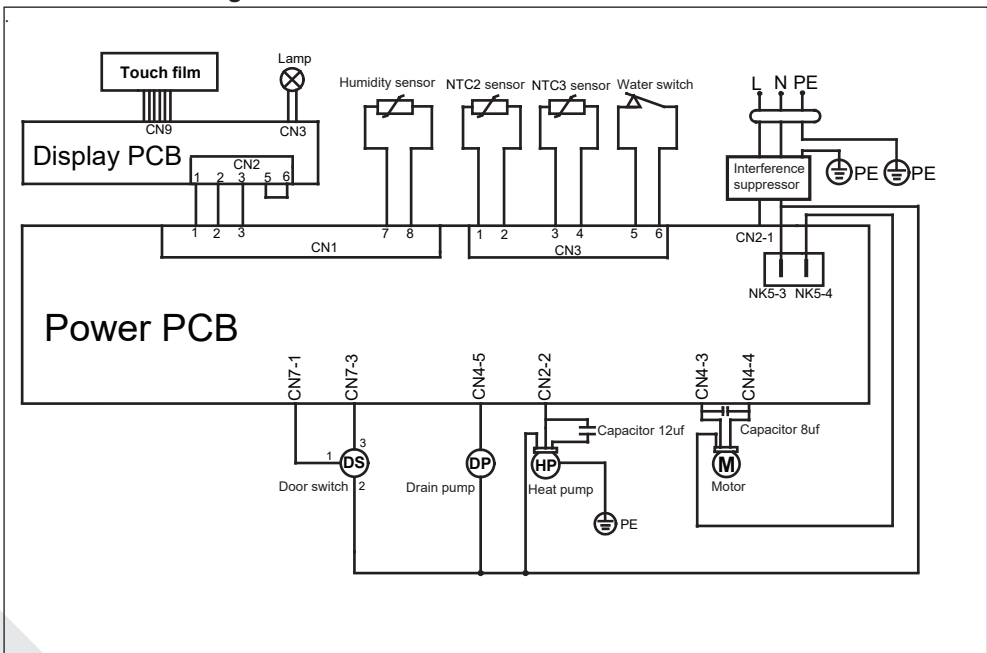 Touch film
Lamp
Humidity sensor NTC2 sensor NTC3 sensor Water switch
L N PE
CN9 CN3
Display PCB
CN2
1 2 3 5 6
Interference
suppressor
PE PE
1 2 3 7 8 1 2 3 4 5 6
CN1 CN3 CN2-1
NK5-3 NK5-4
Power PCB
CN7-1 CN7-3 CN4-5 CN2-2 CN4-3 CN4-4
Capacitor 12uf Capacitor 8uf
3
1 DS DP HP M
Door switch 2 Drain pump Heat pump Motor
PE